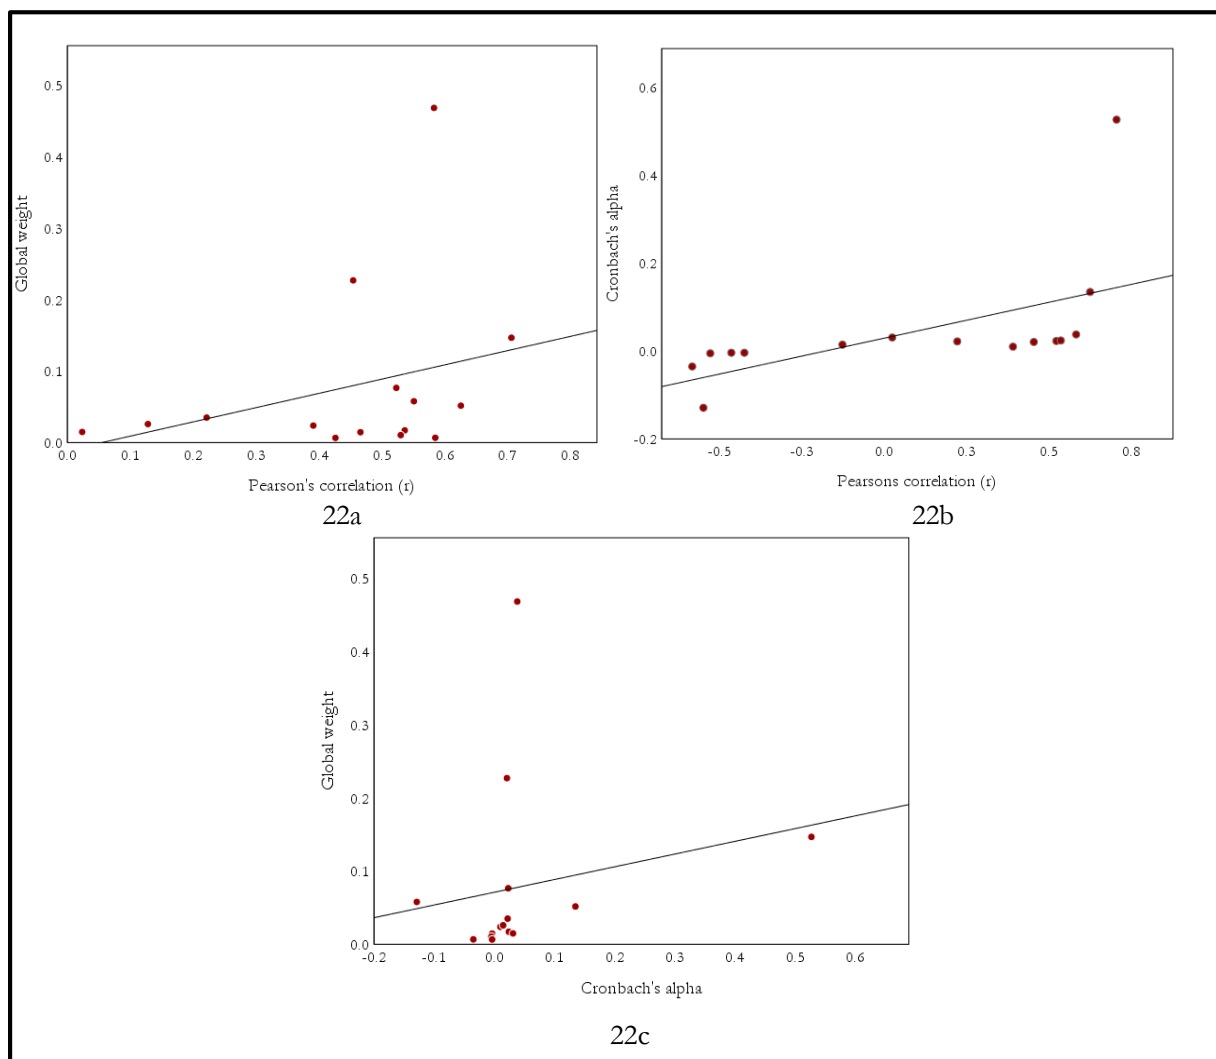 0.5
0.4
0.3
0.2
0.1
0.0
Global weight
0.0 0.1 0.2 0.3 0.4 0.5 0.6 0.7 0.8
Pearson's correlation (r)
22a
0.6
0.4
0.2
0.0
-0.2
Cronbach's alpha
-0.5 -0.3 0.0 0.3 0.5 0.8
Pearsons correlation (r)
22b
0.5
0.4
0.3
0.2
0.1
0.0
Global weight
-0.2 -0.1 0.0 0.1 0.2 0.3 0.4 0.5 0.6
Cronbach's alpha
22c